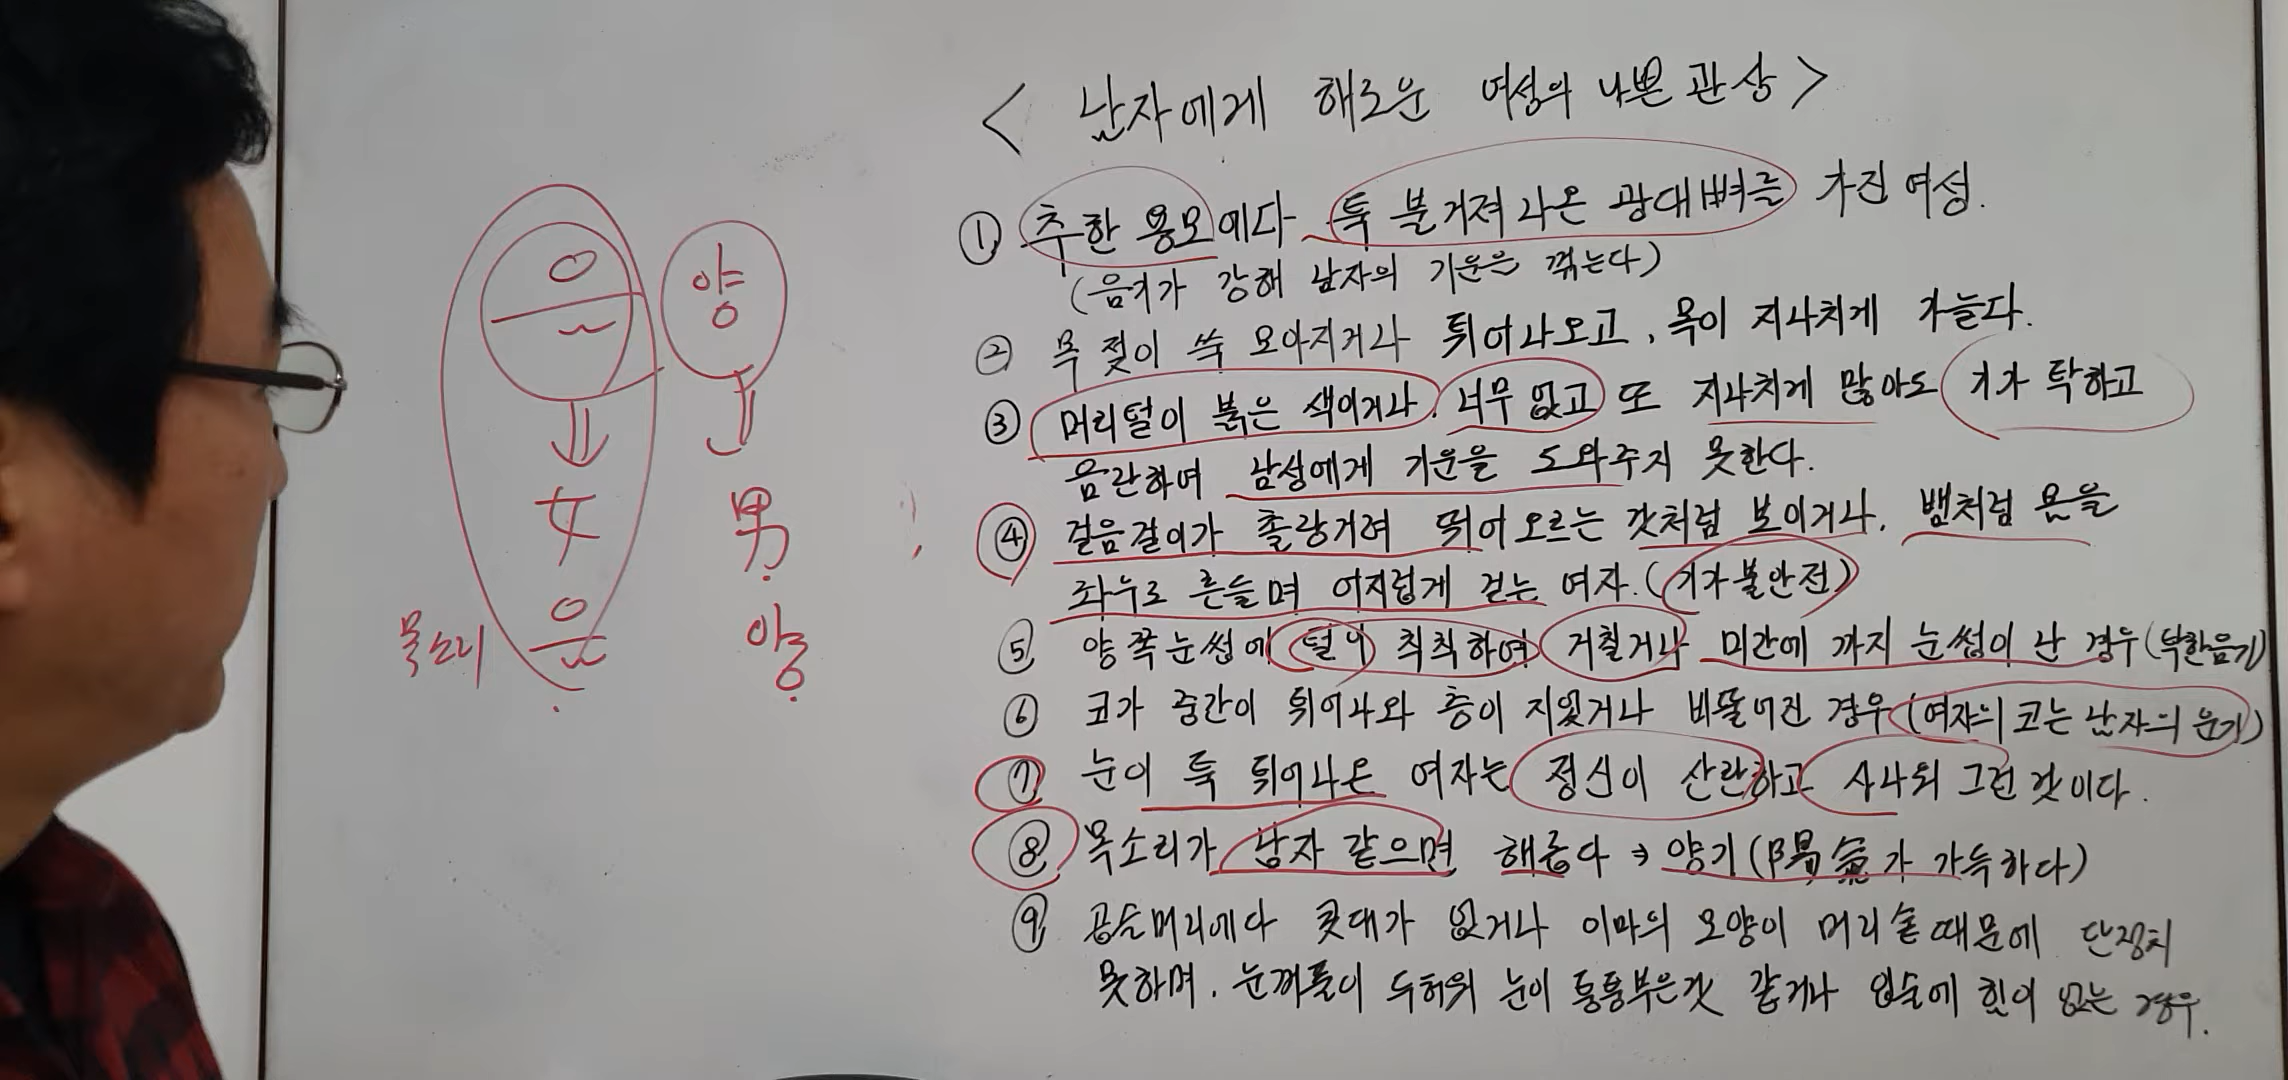 < 남자에게 해로운 여성의 나쁜 관상 >
① 추한 용모에다 툭 불거져 나온 광대뼈를 가진 여성.
(음기가 강해 남자의 기운은 꺾는다)
② 목 젖이 쑥 모아지거나 튀어나오고, 목이 지나치게 가늘다.
③ 머리털이 붉은 색이거나, 너무 없고 또 지나치게 많아도 기가 탁하고
음란하여 남성에게 기운을 도와주지 못한다.
④ 걸음걸이가 촐랑거려 뛰어오르는 것처럼 보이거나, 뱀처럼 몸을
좌우로 흔들며 어지럽게 걷는 여자. (기가 불안전)
⑤ 양쪽눈썹에 털이 칙칙하여 거칠거나 미간에 까지 눈썹이 난 경우 (탁한음기)
⑥ 코가 중간이 튀어나와 층이 지었거나 비뚤어진 경우 (여자의 코는 남자의 운기)
⑦ 눈이 툭 튀어나온 여자는 정신이 산란하고 사나워 그런 것이다.
⑧ 목소리가 남자 같으면 해롭다 → 양기(陽氣가 가득하다)
⑨ 곱슬머리에다 콧대가 없거나 이마의 모양이 머리숱때문에 단정치
못하며, 눈꺼풀이 두꺼워 눈이 퉁퉁부은것 같거나 입술에 힘이 없는 경우.
음 양
女 男
목소리 음 양